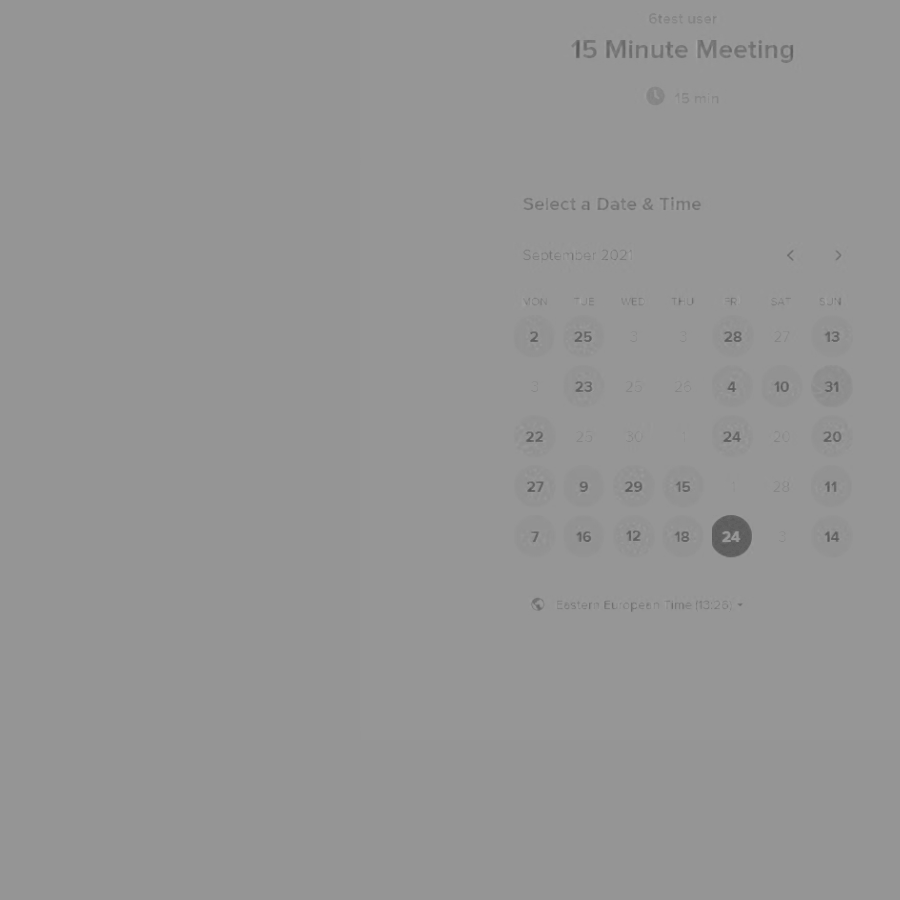 6test user
15 Minute Meeting
15 min
Select a Date & Time
September 2021
MON TUE WED THU FRI SAT SUN
2 25 3 3 28 27 13
3 23 26 26 4 10 31
22 23 30 1 24 20 20
27 9 29 15 1 28 11
7 16 12 18 24 3 14
Eastern European Time (13:26)